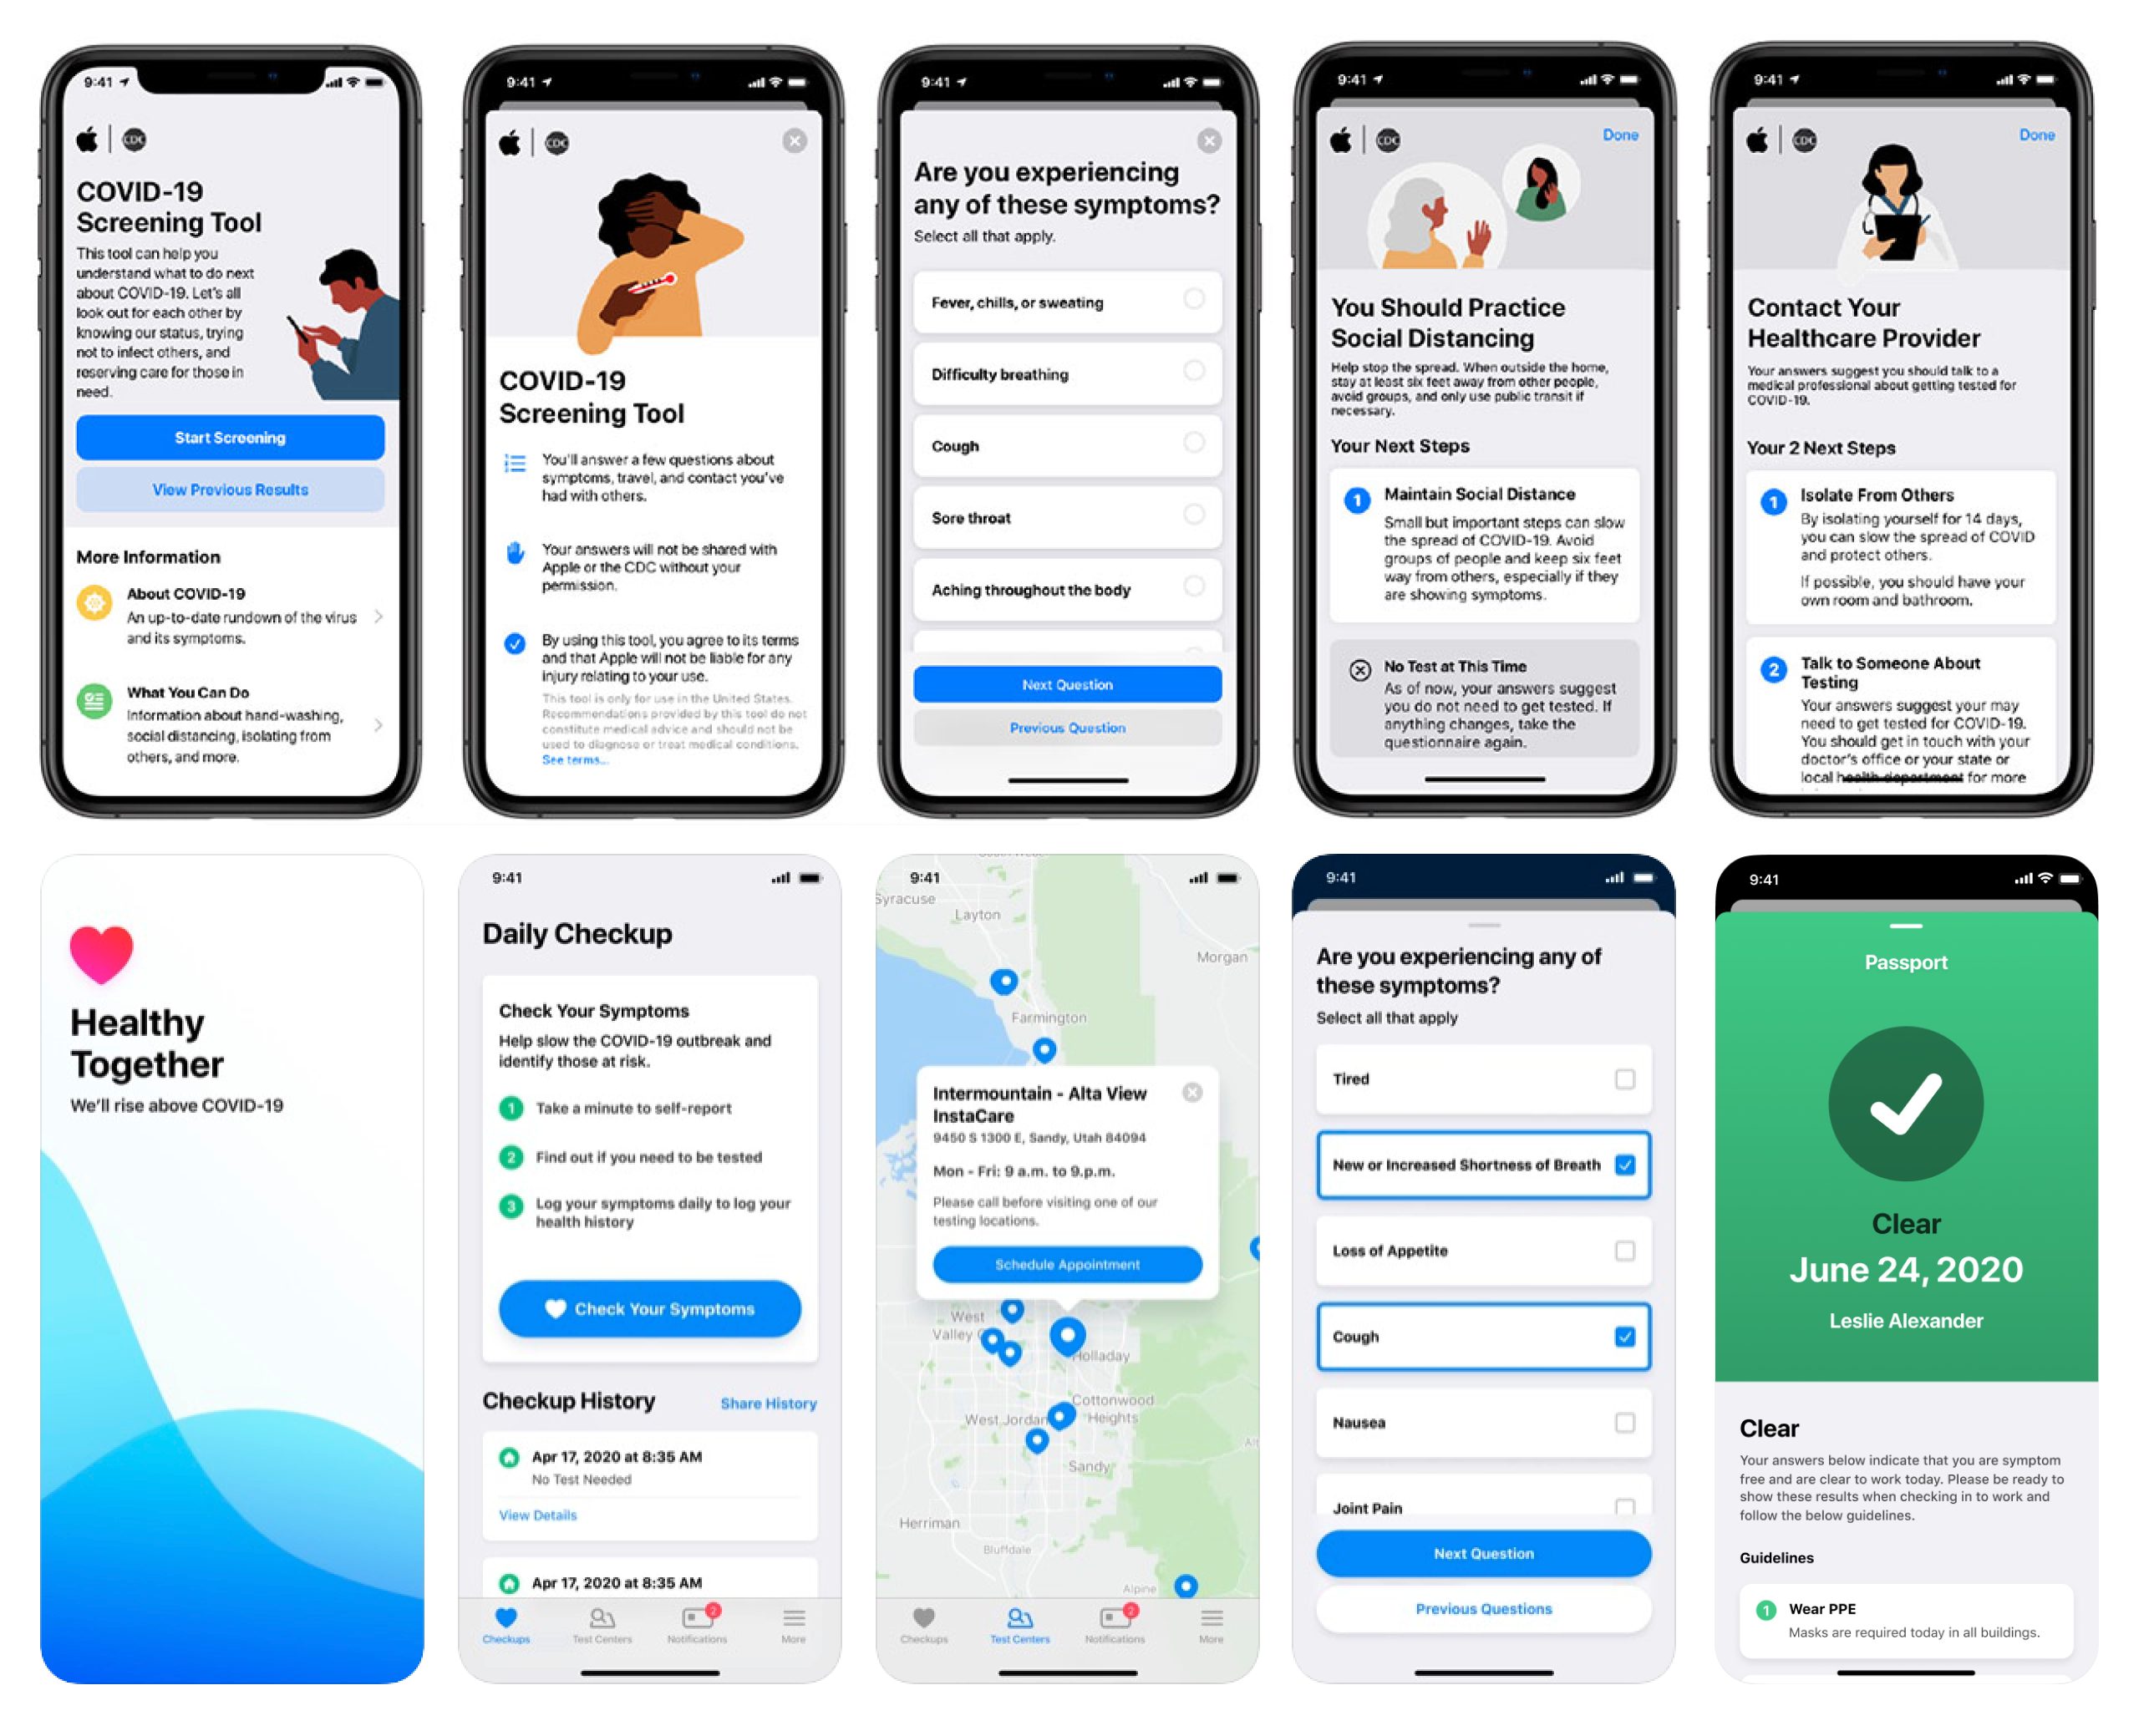 9:41
CDC
COVID-19
Screening Tool
This tool can help you
understand what to do next
about COVID-19. Let's all
look out for each other by
knowing our status, trying
not to infect others, and
reserving care for those in
need.
Start Screening
View Previous Results
More Information
About COVID-19
An up-to-date rundown of the virus
and its symptoms.
What You Can Do
Information about hand-washing,
social distancing, isolating from
others, and more.
9:41
CDC
COVID-19
Screening Tool
You'll answer a few questions about
symptoms, travel, and contact you've
had with others.
Your answers will not be shared with
Apple or the CDC without your
permission.
By using this tool, you agree to its terms
and that Apple will not be liable for any
injury relating to your use.
This tool is only for use in the United States.
Recommendations provided by this tool do not
constitute medical advice and should not be
used to diagnose or treat medical conditions.
See terms...
9:41
Are you experiencing
any of these symptoms?
Select all that apply.
Fever, chills, or sweating
Difficulty breathing
Cough
Sore throat
Aching throughout the body
Next Question
Previous Question
9:41
CDC
Done
You Should Practice
Social Distancing
Help stop the spread. When outside the home,
stay at least six feet away from other people,
avoid groups, and only use public transit if
necessary.
Your Next Steps
1 Maintain Social Distance
Small but important steps can slow
the spread of COVID-19. Avoid
groups of people and keep six feet
way from others, especially if they
are showing symptoms.
No Test at This Time
As of now, your answers suggest
you do not need to get tested. If
anything changes, take the
questionnaire again.
9:41
CDC
Done
Contact Your
Healthcare Provider
Your answers suggest you should talk to a
medical professional about getting tested for
COVID-19.
Your 2 Next Steps
1 Isolate From Others
By isolating yourself for 14 days,
you can slow the spread of COVID
and protect others.
If possible, you should have your
own room and bathroom.
2 Talk to Someone About
Testing
Your answers suggest your may
need to get tested for COVID-19.
You should get in touch with your
doctor's office or your state or
local health department for more
Healthy
Together
We'll rise above COVID-19
9:41
Daily Checkup
Check Your Symptoms
Help slow the COVID-19 outbreak and
identify those at risk.
1 Take a minute to self-report
2 Find out if you need to be tested
3 Log your symptoms daily to log your
health history
Check Your Symptoms
Checkup History
Share History
Apr 17, 2020 at 8:35 AM
No Test Needed
View Details
Apr 17, 2020 at 8:35 AM
2
Checkups
Test Centers
Notifications
More
9:41
Syracuse
Layton
Morgan
Farmington
Intermountain - Alta View
InstaCare
9450 S 1300 E, Sandy, Utah 84094
Mon - Fri: 9 a.m. to 9.p.m.
Please call before visiting one of our
testing locations.
Schedule Appointment
West
Valley
Holladay
Cottonwood
Heights
West Jordan
Sandy
Herriman
Bluffdale
Alpine
2
Checkups
Test Centers
Notifications
More
9:41
Are you experiencing any of
these symptoms?
Select all that apply
Tired
New or Increased Shortness of Breath
Loss of Appetite
Cough
Nausea
Joint Pain
Next Question
Previous Questions
9:41
Passport
Clear
June 24, 2020
Leslie Alexander
Clear
Your answers below indicate that you are symptom
free and are clear to work today. Please be ready to
show these results when checking in to work and
follow the below guidelines.
Guidelines
1 Wear PPE
Masks are required today in all buildings.